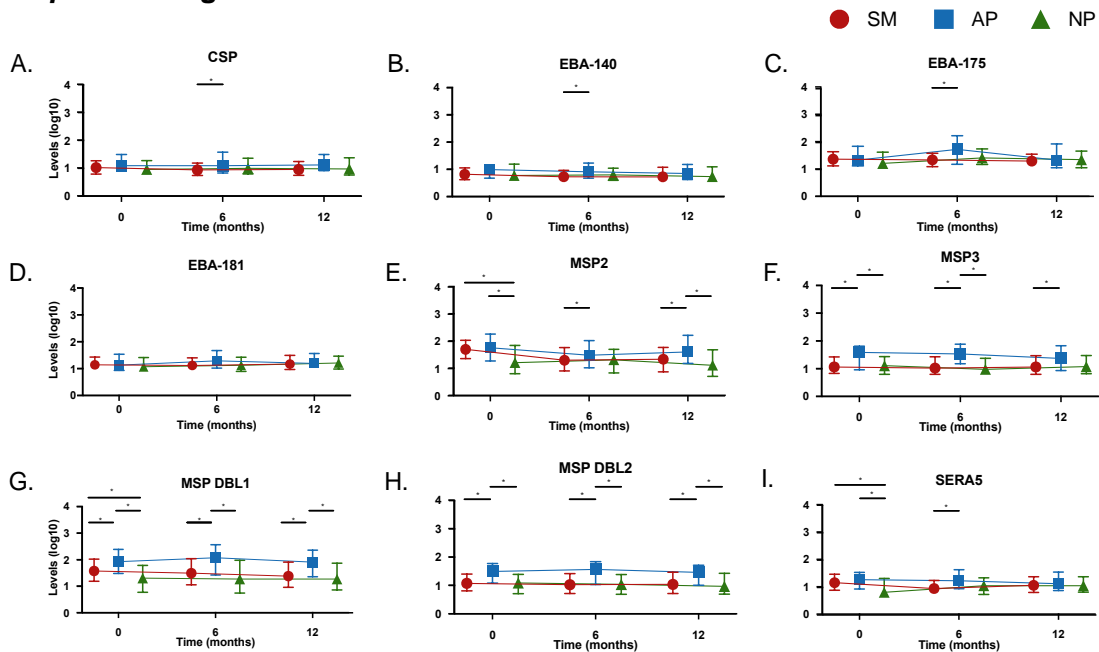 SM AP NP
A. CSP
B. EBA-140
C. EBA-175
Levels (log10)
4
3
2
1
0
0 6 12
Time (months)
*
4
3
2
1
0
0 6 12
Time (months)
*
4
3
2
1
0
0 6 12
Time (months)
*
D. EBA-181
E. MSP2
F. MSP3
Levels (log10)
4
3
2
1
0
0 6 12
Time (months)
4
3
2
1
0
0 6 12
Time (months)
* * * * *
4
3
2
1
0
0 6 12
Time (months)
* * * * *
G. MSP DBL1
H. MSP DBL2
I. SERA5
Levels (log10)
4
3
2
1
0
0 6 12
Time (months)
* * * * * * *
4
3
2
1
0
0 6 12
Time (months)
* * * * * *
4
3
2
1
0
0 6 12
Time (months)
* * *